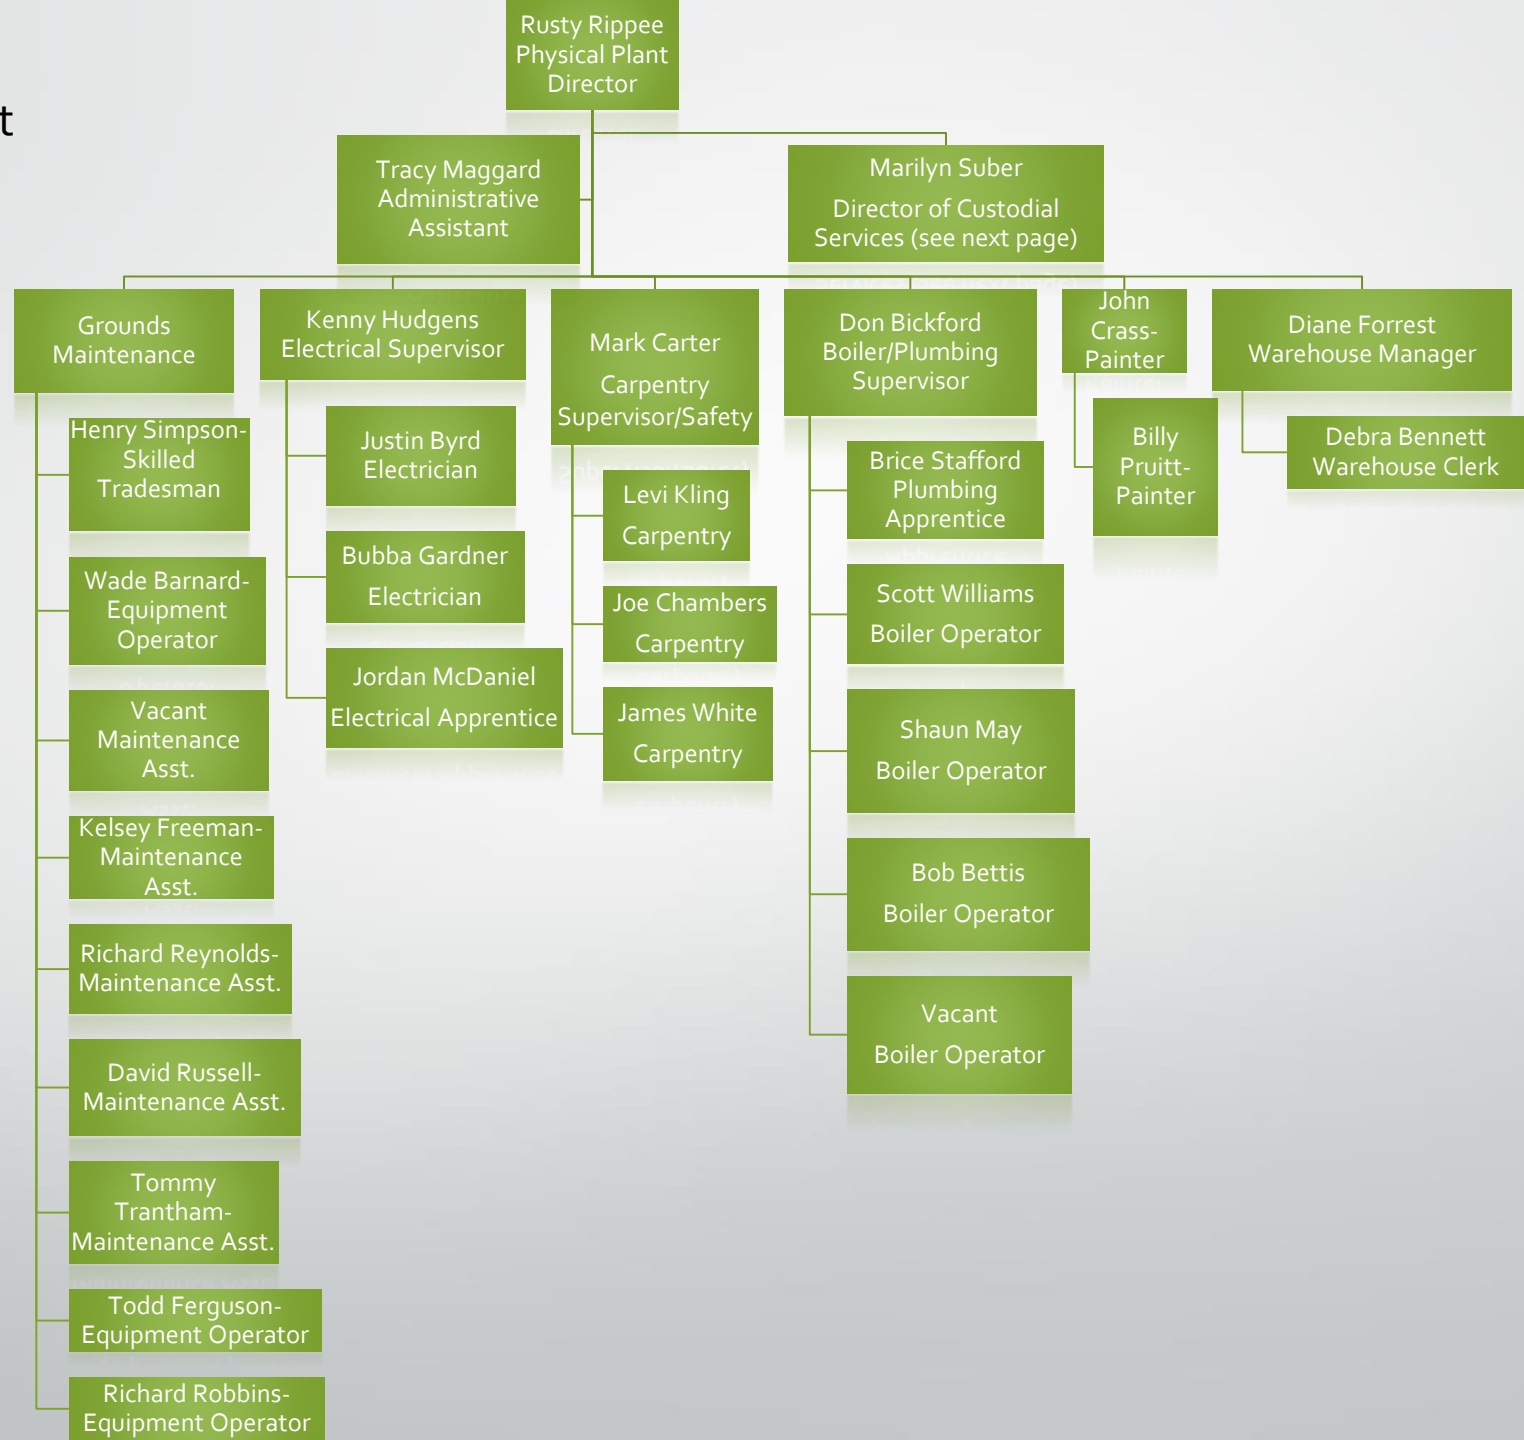 Rusty Rippee
Physical Plant
Director
t
Tracy Maggard
Administrative
Assistant
Marilyn Suber
Director of Custodial
Services (see next page)
Grounds
Maintenance
Henry Simpson-
Skilled
Tradesman
Wade Barnard-
Equipment
Operator
Vacant
Maintenance
Asst.
Kelsey Freeman-
Maintenance
Asst.
Richard Reynolds-
Maintenance Asst.
David Russell-
Maintenance Asst.
Tommy
Trantham-
Maintenance Asst.
Todd Ferguson-
Equipment Operator
Richard Robbins-
Equipment Operator
Kenny Hudgens
Electrical Supervisor
Justin Byrd
Electrician
Bubba Gardner
Electrician
Jordan McDaniel
Electrical Apprentice
Mark Carter
Carpentry
Supervisor/Safety
Levi Kling
Carpentry
Joe Chambers
Carpentry
James White
Carpentry
Don Bickford
Boiler/Plumbing
Supervisor
Brice Stafford
Plumbing
Apprentice
Scott Williams
Boiler Operator
Shaun May
Boiler Operator
Bob Bettis
Boiler Operator
Vacant
Boiler Operator
John
Crass-
Painter
Billy
Pruitt-
Painter
Diane Forrest
Warehouse Manager
Debra Bennett
Warehouse Clerk